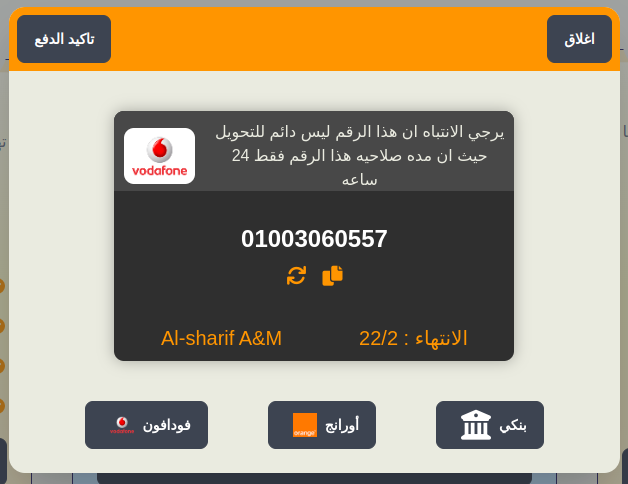 اغلاق
تاكيد الدفع
يرجي الانتباه ان هذا الرقم ليس دائم للتحويل
حيث ان مده صلاحيه هذا الرقم فقط 24
ساعه
vodafone
01003060557
الانتهاء : 22/2
Al-sharif A&M
بنكي
أورانج
orange
فودافون
vodafone